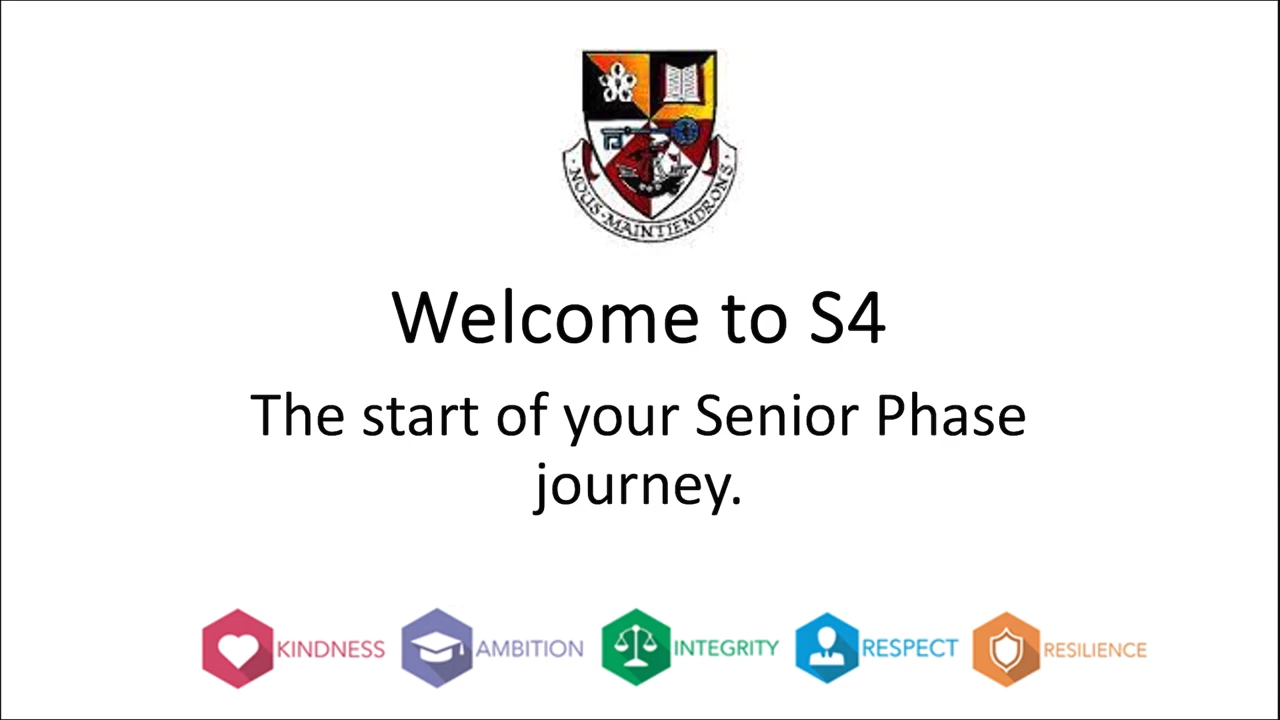 NOUS·MAINTIENDRONS·
Welcome to S4
The start of your Senior Phase
journey.
KINDNESS AMBITION INTEGRITY RESPECT RESILIENCE